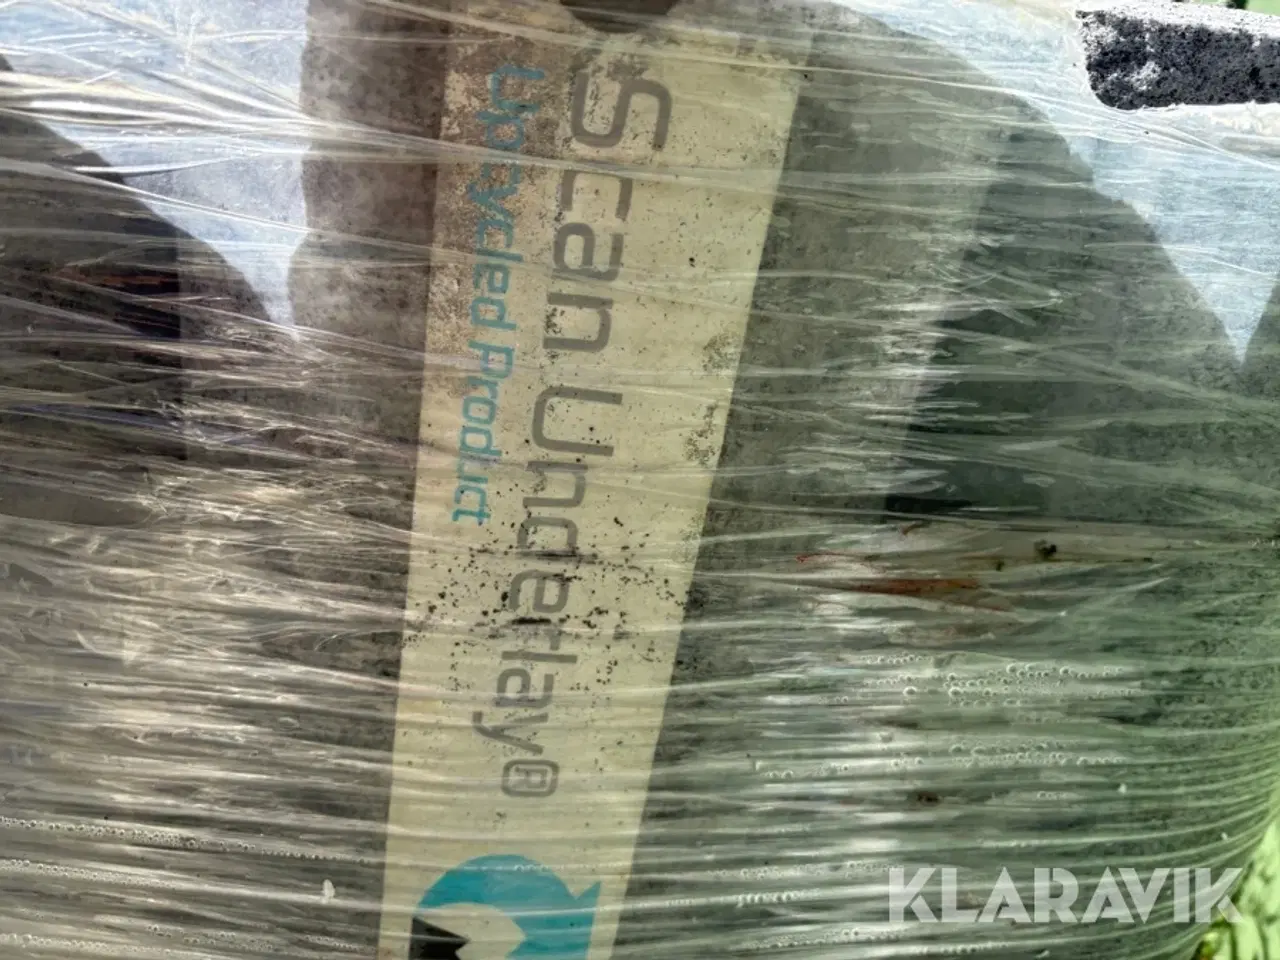 Scan Underlay®
Upcycled Product
KLARAVIK